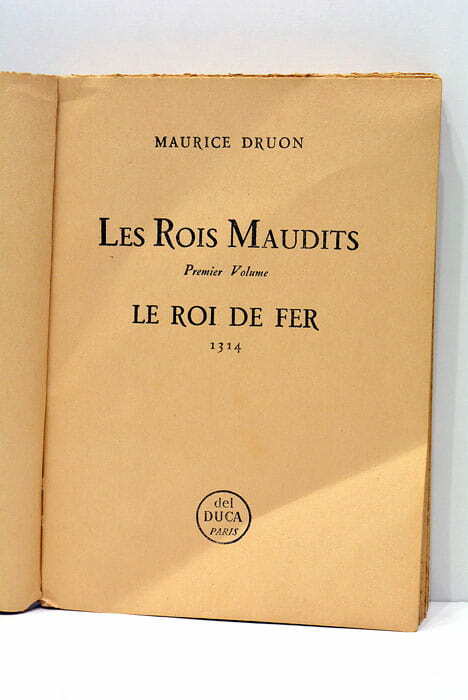 MAURICE DRUON
LES ROIS MAUDITS
Premier Volume
LE ROI DE FER
1314
del
DUCA
PARIS